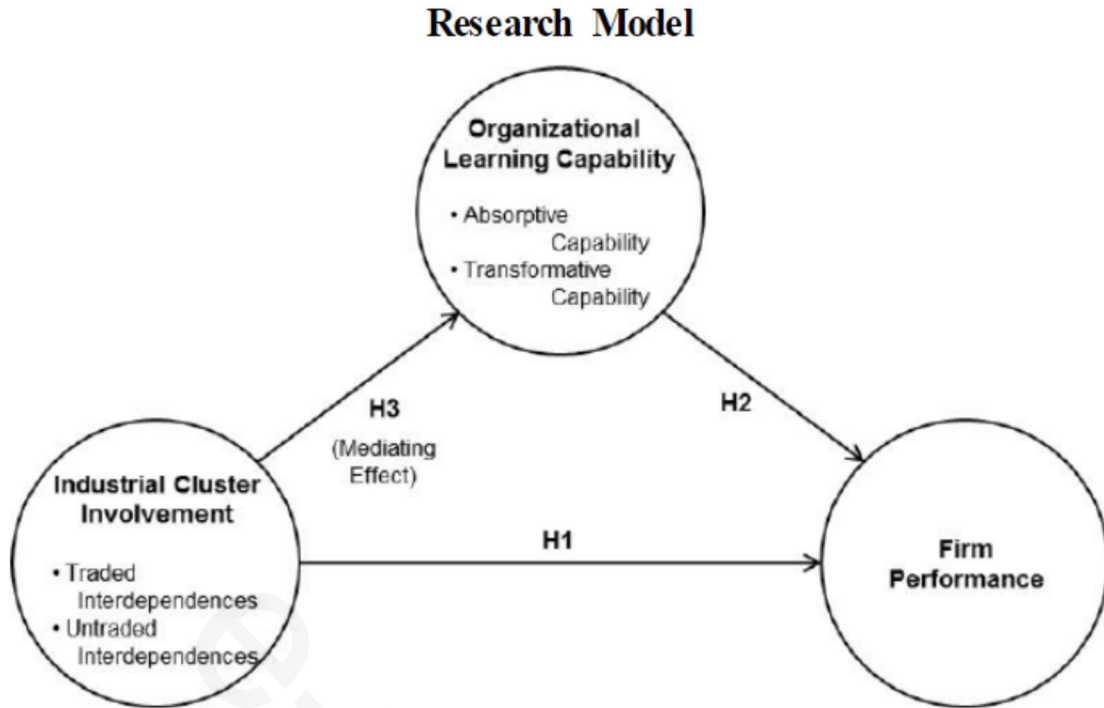 Research Model
Organizational
Learning Capability
• Absorptive
Capability
• Transformative
Capability
H3
(Mediating
Effect)
H2
Industrial Cluster
Involvement
• Traded
Interdependences
• Untraded
Interdependences
H1
Firm
Performance